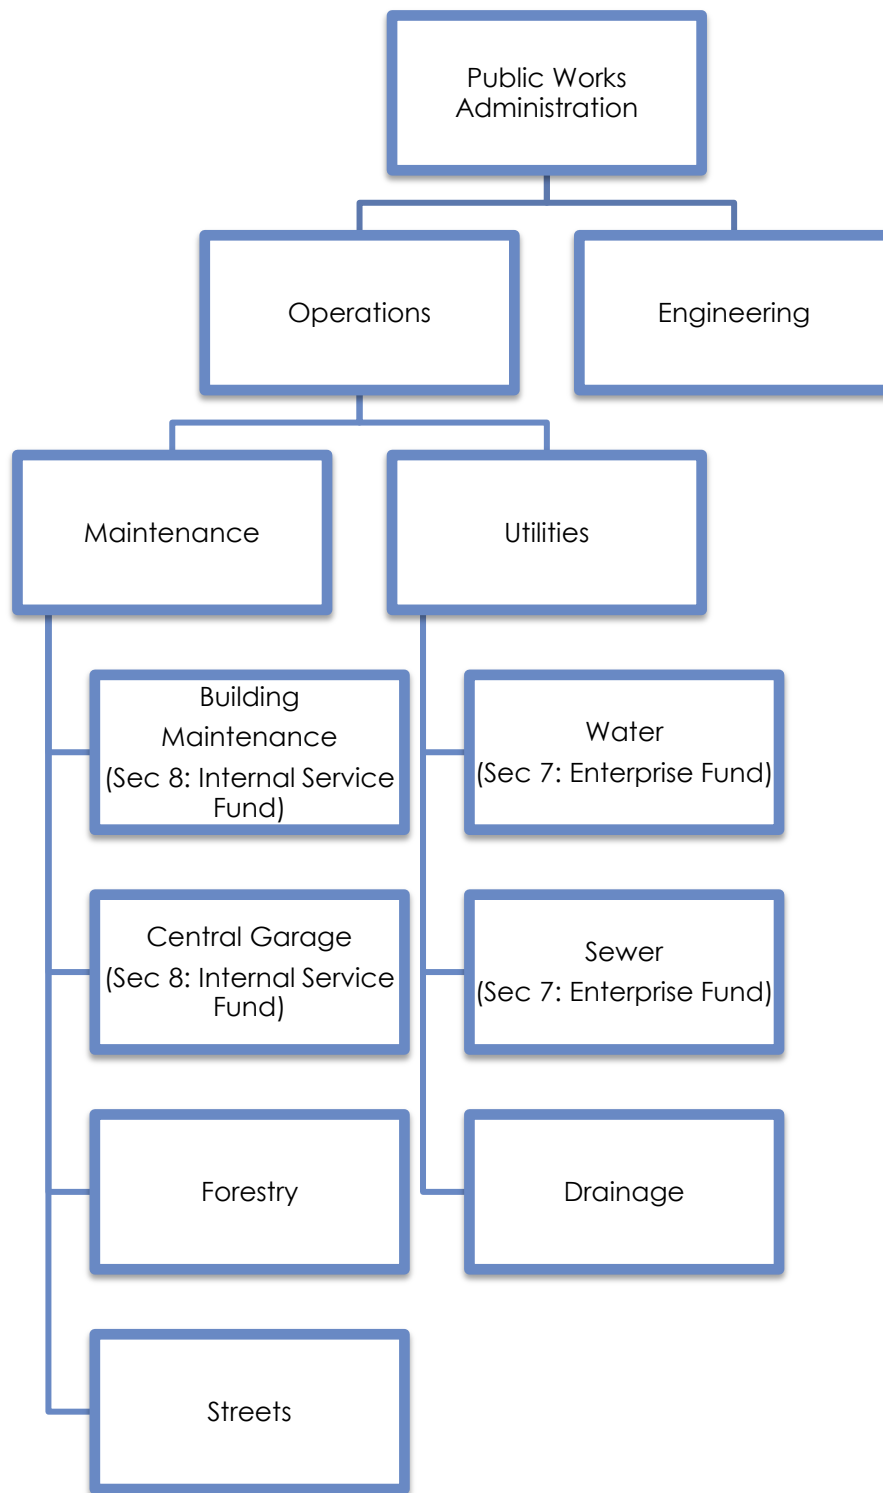 Public Works
Administration
Operations
Engineering
Maintenance
Utilities
Building
Maintenance
(Sec 8: Internal Service
Fund)
Water
(Sec 7: Enterprise Fund)
Central Garage
(Sec 8: Internal Service
Fund)
Sewer
(Sec 7: Enterprise Fund)
Forestry
Drainage
Streets